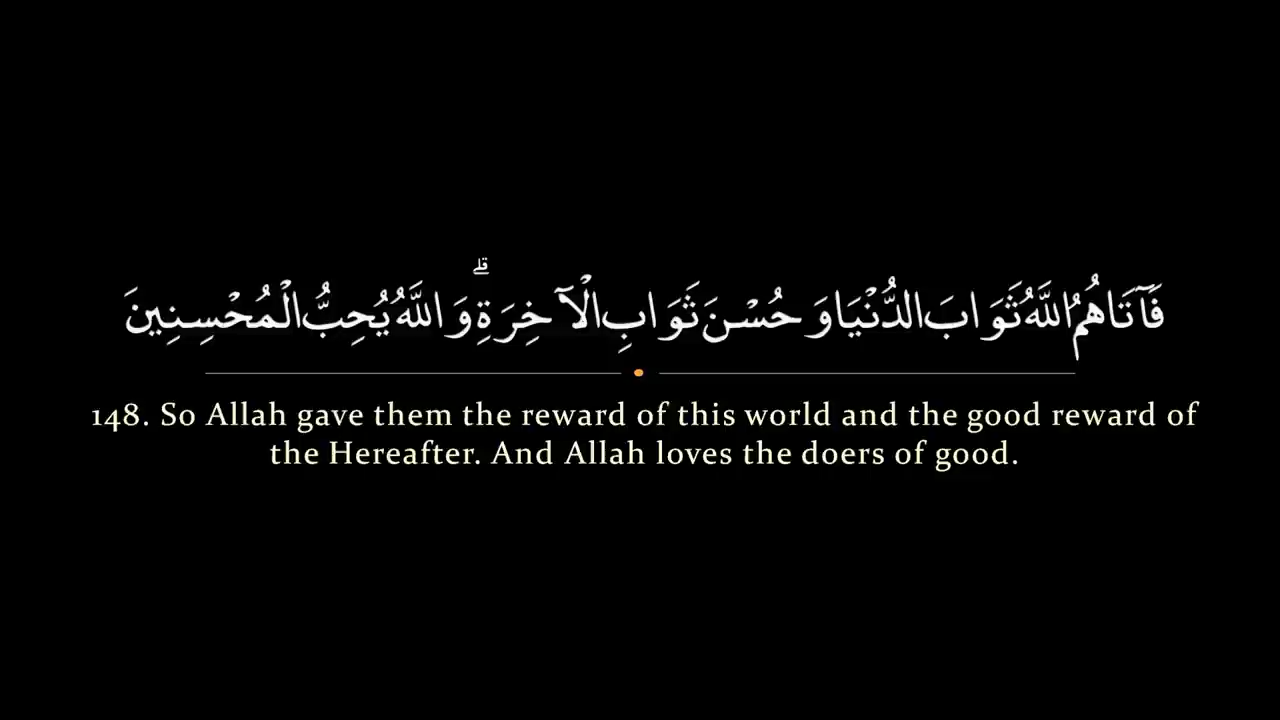 فَآتَاهُمُ اللَّهُ ثَوَابَ الدُّنْيَا وَحُسْنَ ثَوَابِ الْآخِرَةِ ۗ وَاللَّهُ يُحِبُّ الْمُحْسِنِينَ
148. So Allah gave them the reward of this world and the good reward of
the Hereafter. And Allah loves the doers of good.